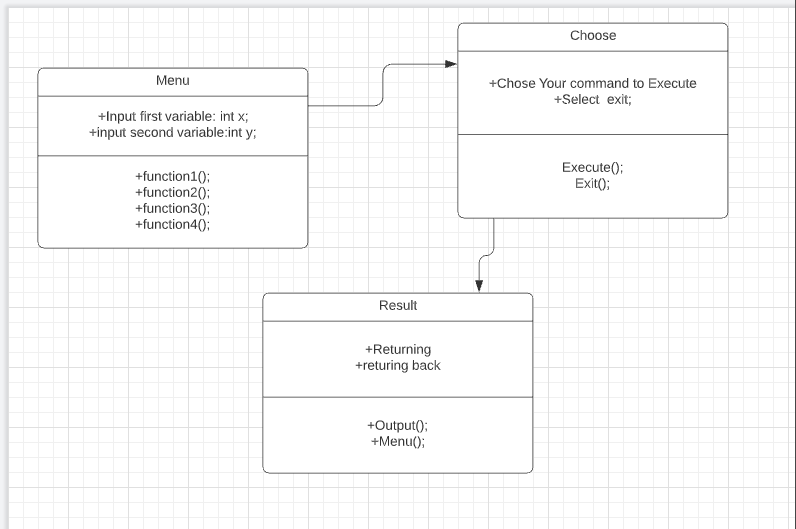 Menu
+Input first variable: int x;
+input second variable:int y;
+function1();
+function2();
+function3();
+function4();
Choose
+Chose Your command to Execute
+Select  exit;
Execute();
Exit();
Result
+Returning
+returing back
+Output();
+Menu();